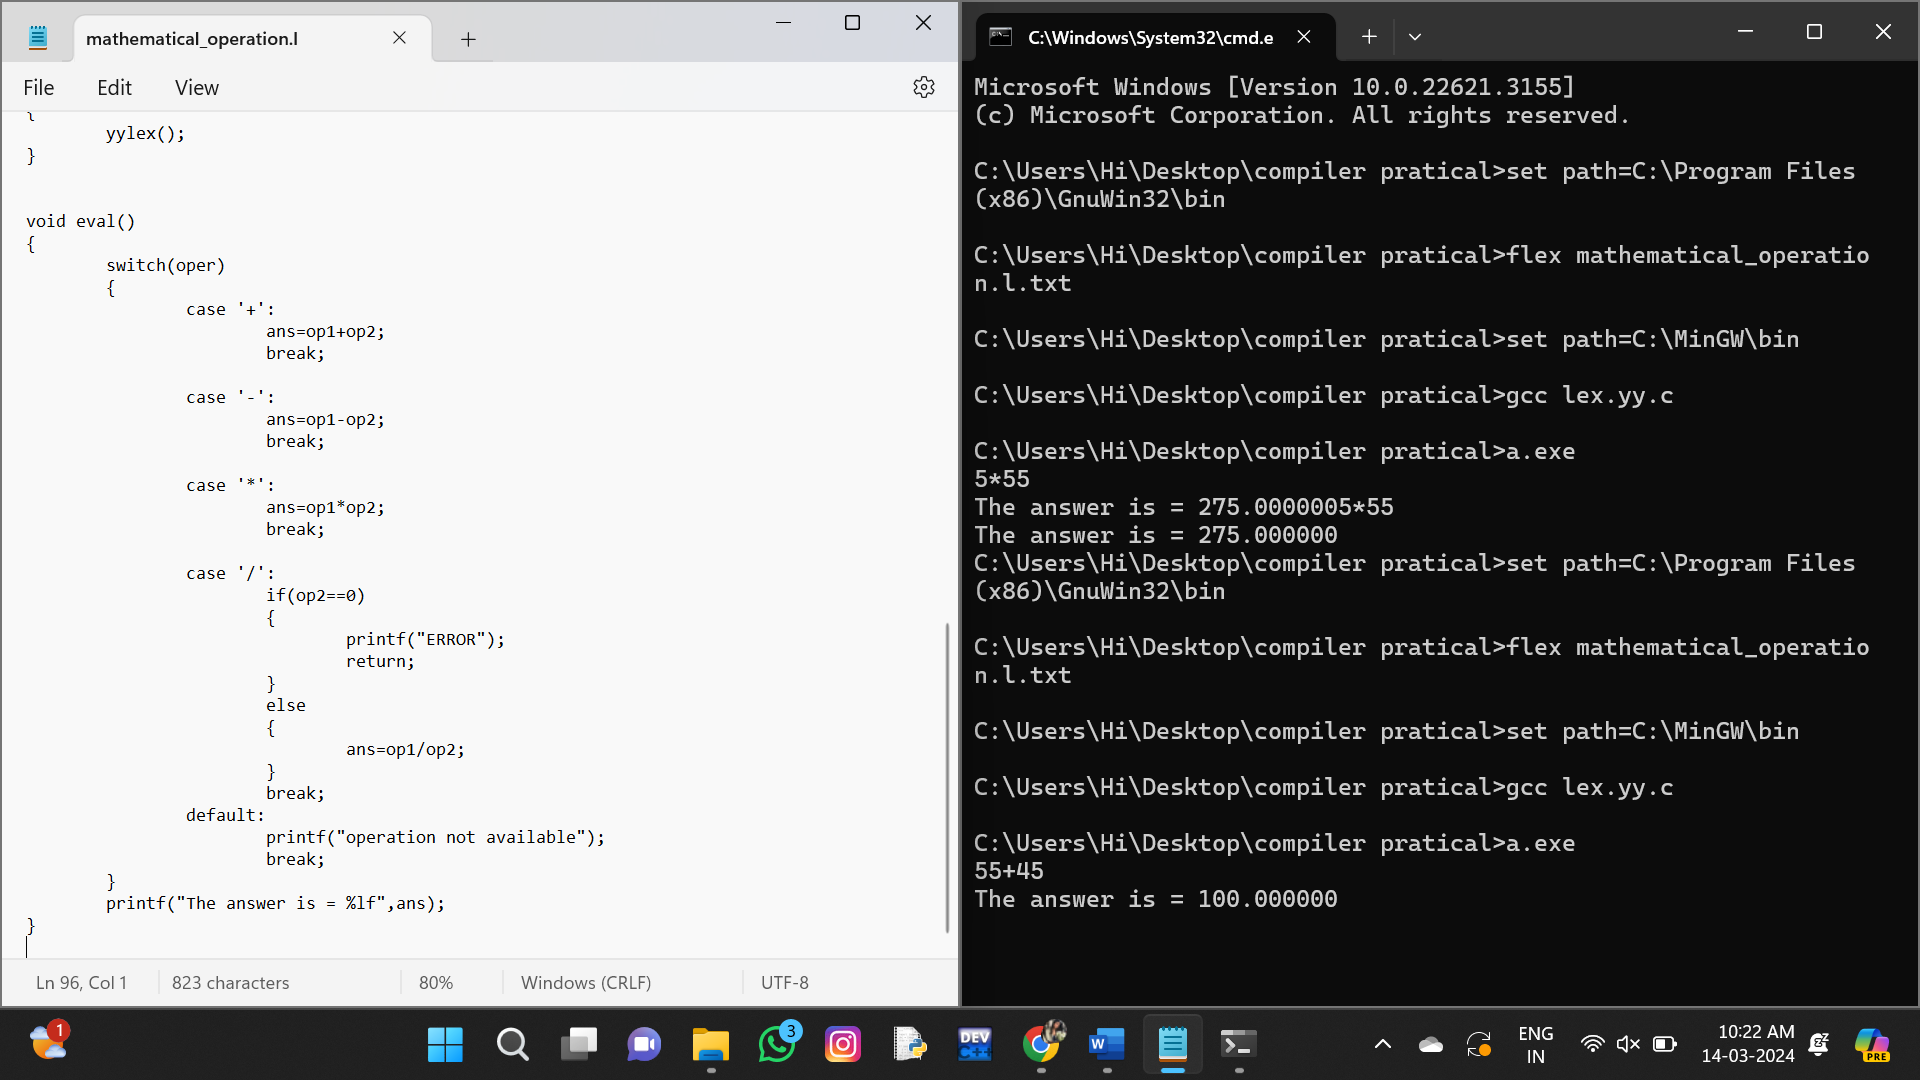 mathematical_operation.l
File Edit View
{
yylex();
}
void eval()
{
switch(oper)
{
case '+':
ans=op1+op2;
break;
case '-':
ans=op1-op2;
break;
case '*':
ans=op1*op2;
break;
case '/':
if(op2==0)
{
printf("ERROR");
return;
}
else
{
ans=op1/op2;
}
break;
default:
printf("operation not available");
break;
}
printf("The answer is = %lf",ans);
}
Ln 96, Col 1 823 characters 80% Windows (CRLF) UTF-8
C:\Windows\System32\cmd.e
Microsoft Windows [Version 10.0.22621.3155]
(c) Microsoft Corporation. All rights reserved.
C:\Users\Hi\Desktop\compiler pratical>set path=C:\Program Files
(x86)\GnuWin32\bin
C:\Users\Hi\Desktop\compiler pratical>flex mathematical_operatio
n.l.txt
C:\Users\Hi\Desktop\compiler pratical>set path=C:\MinGW\bin
C:\Users\Hi\Desktop\compiler pratical>gcc lex.yy.c
C:\Users\Hi\Desktop\compiler pratical>a.exe
5*55
The answer is = 275.0000005*55
The answer is = 275.000000
C:\Users\Hi\Desktop\compiler pratical>set path=C:\Program Files
(x86)\GnuWin32\bin
C:\Users\Hi\Desktop\compiler pratical>flex mathematical_operatio
n.l.txt
C:\Users\Hi\Desktop\compiler pratical>set path=C:\MinGW\bin
C:\Users\Hi\Desktop\compiler pratical>gcc lex.yy.c
C:\Users\Hi\Desktop\compiler pratical>a.exe
55+45
The answer is = 100.000000
1
3
DEV
C++
W
ENG
IN
10:22 AM
14-03-2024
PRE